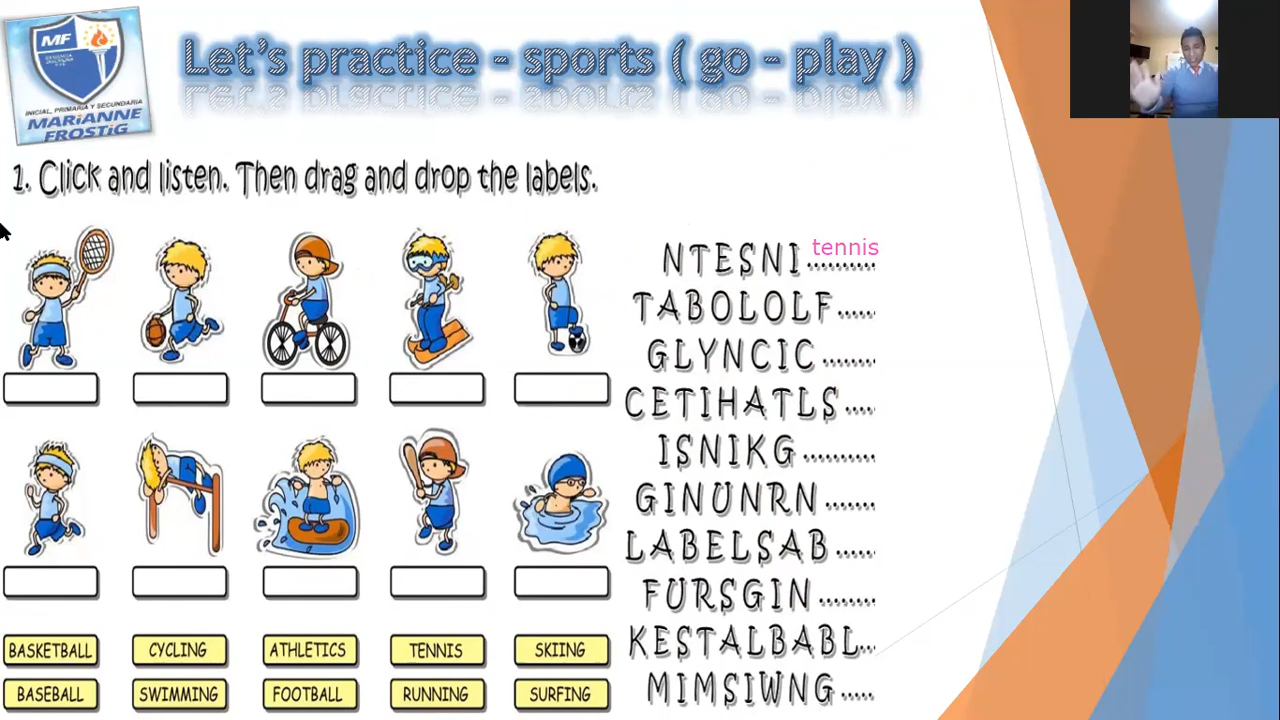 MF
INICIAL, PRIMARIA Y SECUNDARIA
MARIANNE
FROSTIG
Let's practice - sports ( go - play )
1. Click and listen. Then drag and drop the labels.
NTESNI .......... tennis
TABOLOLF ......
GLYNCIC ........
CETIHATLS ....
ISNIKG ..........
GINUNRN .......
LABELSAB ......
FURSGIN ........
KESTALBABL...
MIMSIWNG .....
BASKETBALL CYCLING ATHLETICS TENNIS SKIING
BASEBALL SWIMMING FOOTBALL RUNNING SURFING